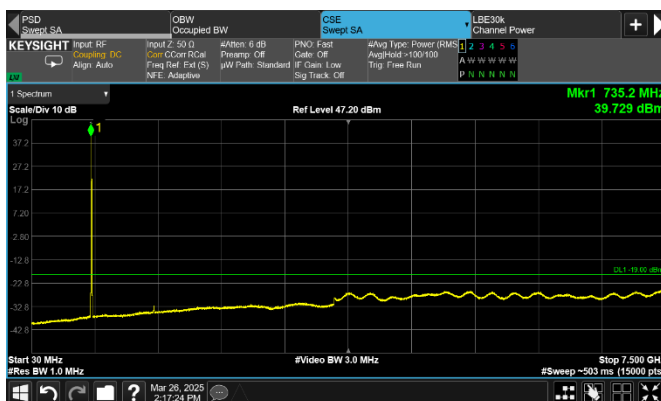 PSD
Swept SA
OBW
Occupied BW
CSE
Swept SA
LBE30k
Channel Power
+
KEYSIGHT
Input: RF
Coupling: DC
Align: Auto
Input Z: 50 Ω
Corr CCorr RCal
Freq Ref: Ext (S)
NFE: Adaptive
#Atten: 6 dB
Preamp: Off
µW Path: Standard
PNO: Fast
Gate: Off
IF Gain: Low
Sig Track: Off
#Avg Type: Power (RMS
Avg|Hold:>100/100
Trig: Free Run
1 2 3 4 5 6
A W W W W W
P N N N N N
1 Spectrum
Mkr1 735.2 MHz
Scale/Div 10 dB
Ref Level 47.20 dBm
39.729 dBm
Log
1
37.2
27.2
17.2
7.20
-2.80
-12.8
DL1 -19.00 dBm
-22.8
-32.8
-42.8
Start 30 MHz
#Video BW 3.0 MHz
Stop 7.500 GH
#Res BW 1.0 MHz
#Sweep ~503 ms (15000 pts
?
Mar 26, 2025
2:17:24 PM